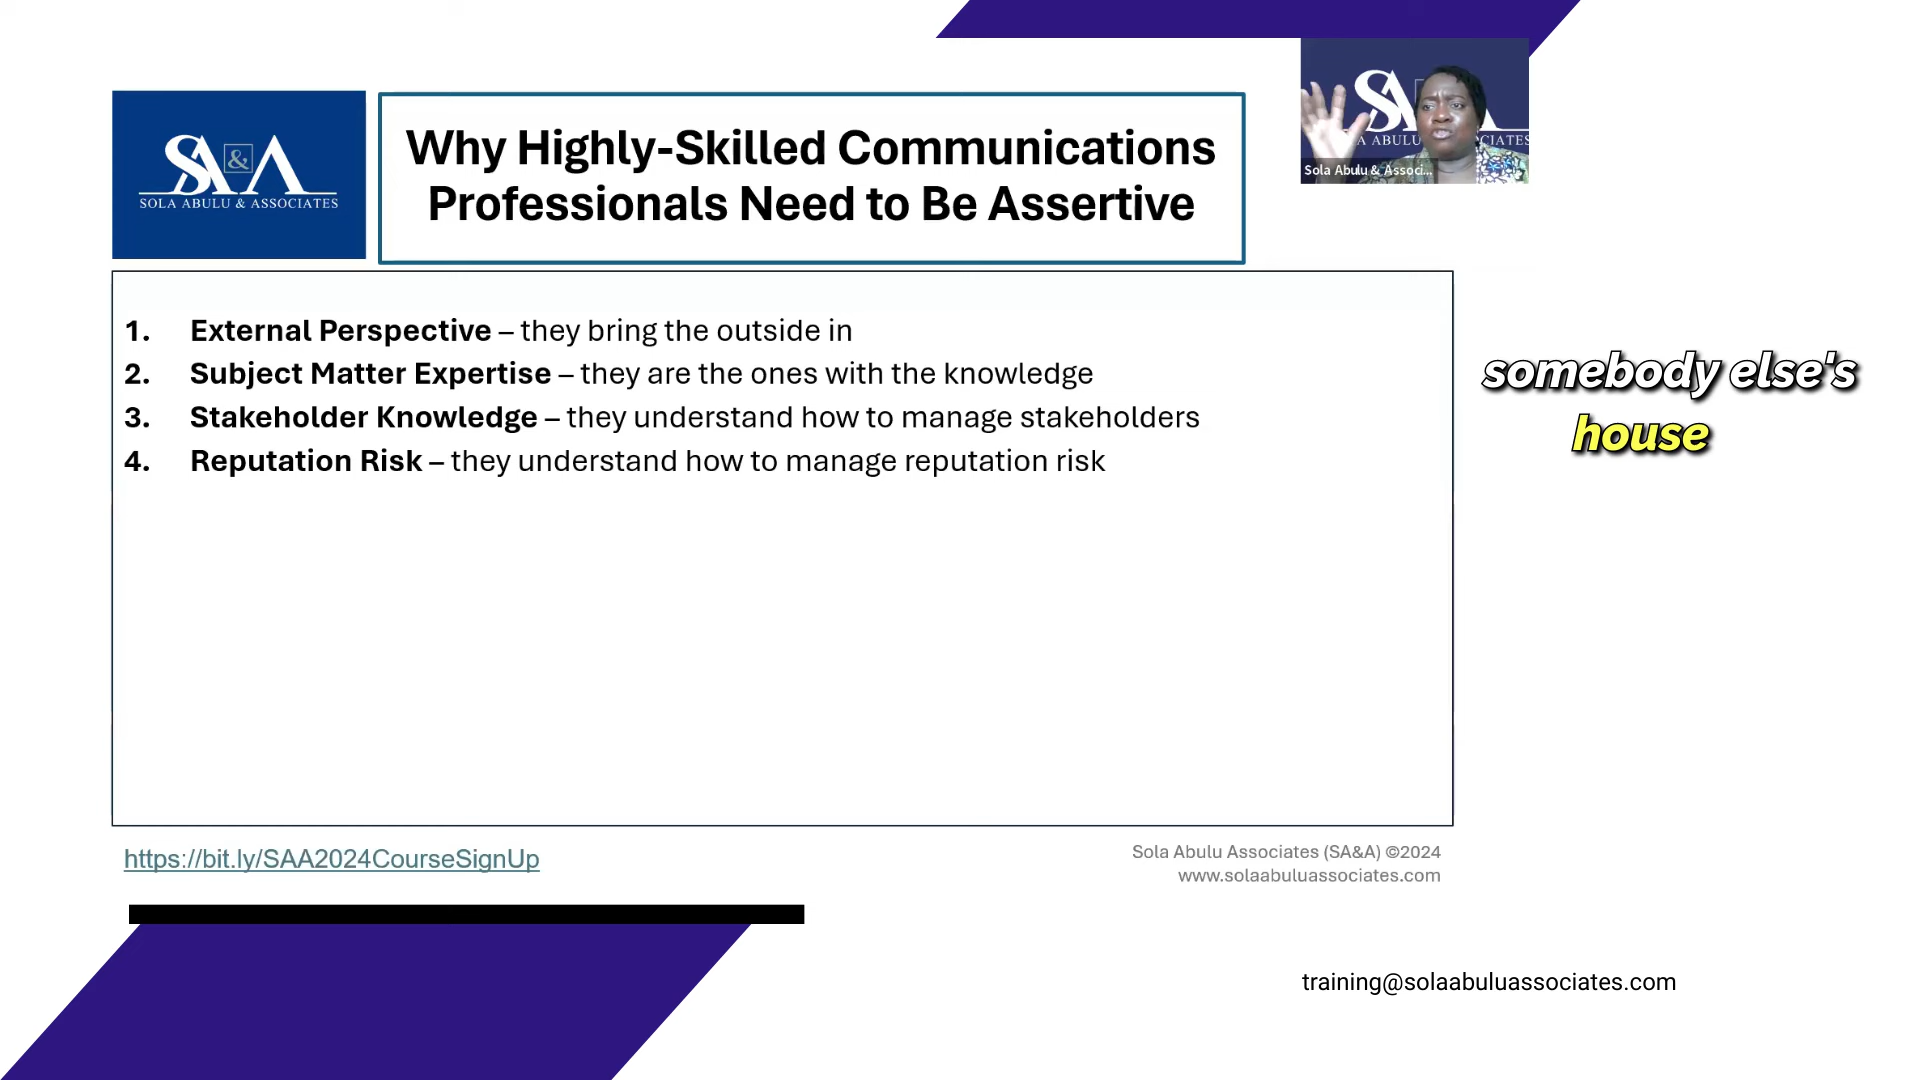 SA&A
SOLA ABULU & ASSOCIATES
Why Highly-Skilled Communications
Professionals Need to Be Assertive
SA
Sola Abulu & Associ...
1. External Perspective – they bring the outside in
2. Subject Matter Expertise – they are the ones with the knowledge
3. Stakeholder Knowledge – they understand how to manage stakeholders
4. Reputation Risk – they understand how to manage reputation risk
somebody else's
house
https://bit.ly/SAA2024CourseSignUp
Sola Abulu Associates (SA&A) ©2024
www.solaabuluassociates.com
training@solaabuluassociates.com